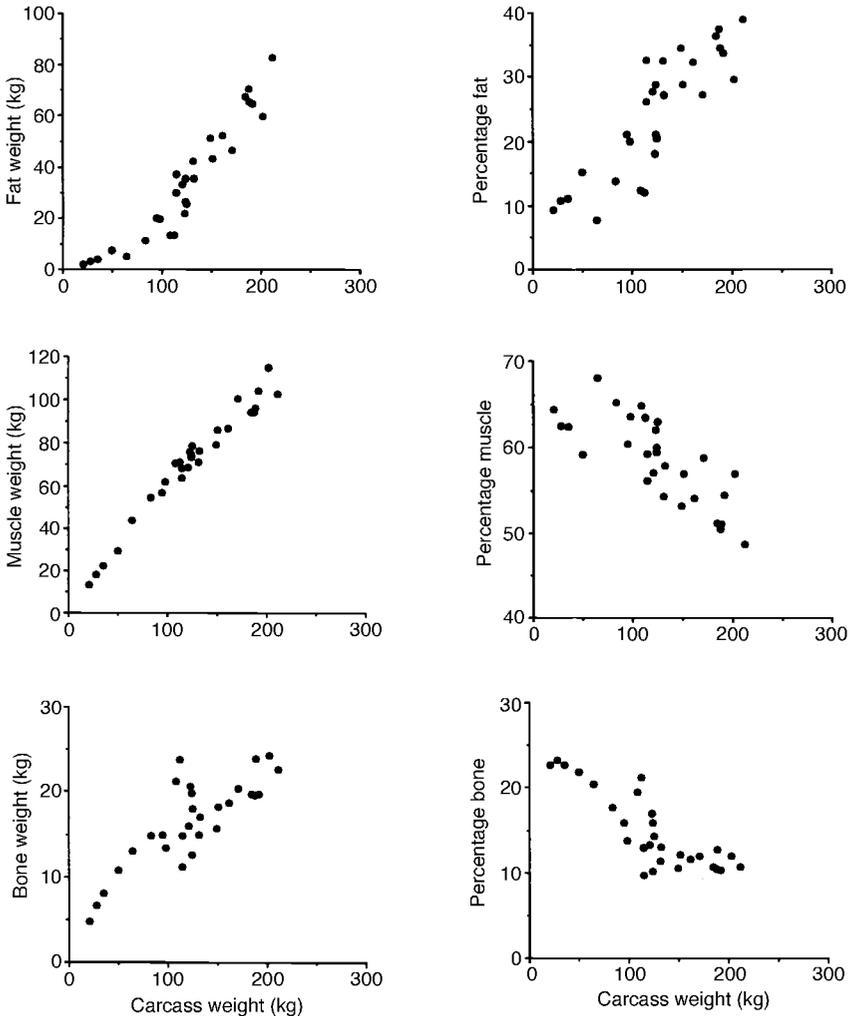 Fat weight (kg)
100
80
60
40
20
0
0 100 200 300
Percentage fat
40
30
20
10
0
0 100 200 300
Muscle weight (kg)
120
100
80
60
40
20
0
0 100 200 300
Percentage muscle
70
60
50
40
0 100 200 300
Bone weight (kg)
30
20
10
0
0 100 200 300
Carcass weight (kg)
Percentage bone
30
20
10
0
0 100 200 300
Carcass weight (kg)